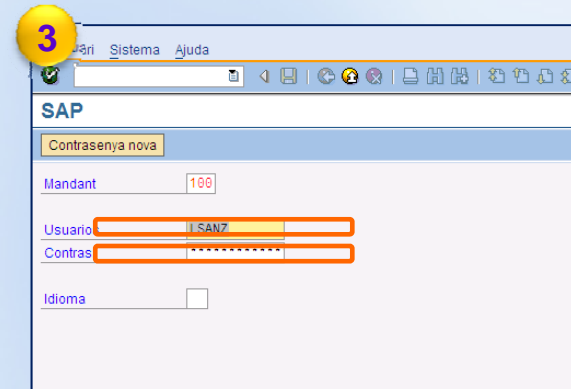 3
Sistema Ajuda
SAP
Contrasenya nova
Mandant 100
Usuario LSANZ
Contras ************
Idioma